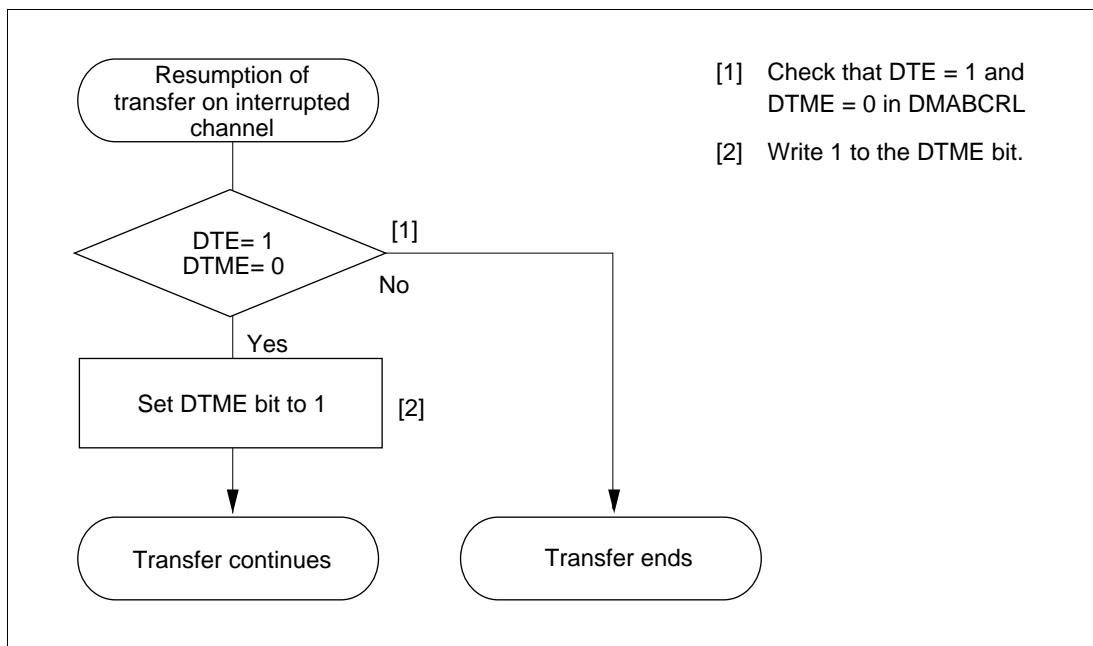 Resumption of
transfer on interrupted
channel
DTE= 1
DTME= 0
[1]
No
Yes
Set DTME bit to 1
[2]
Transfer continues
Transfer ends
[1] Check that DTE = 1 and
DTME = 0 in DMABCRL
[2] Write 1 to the DTME bit.